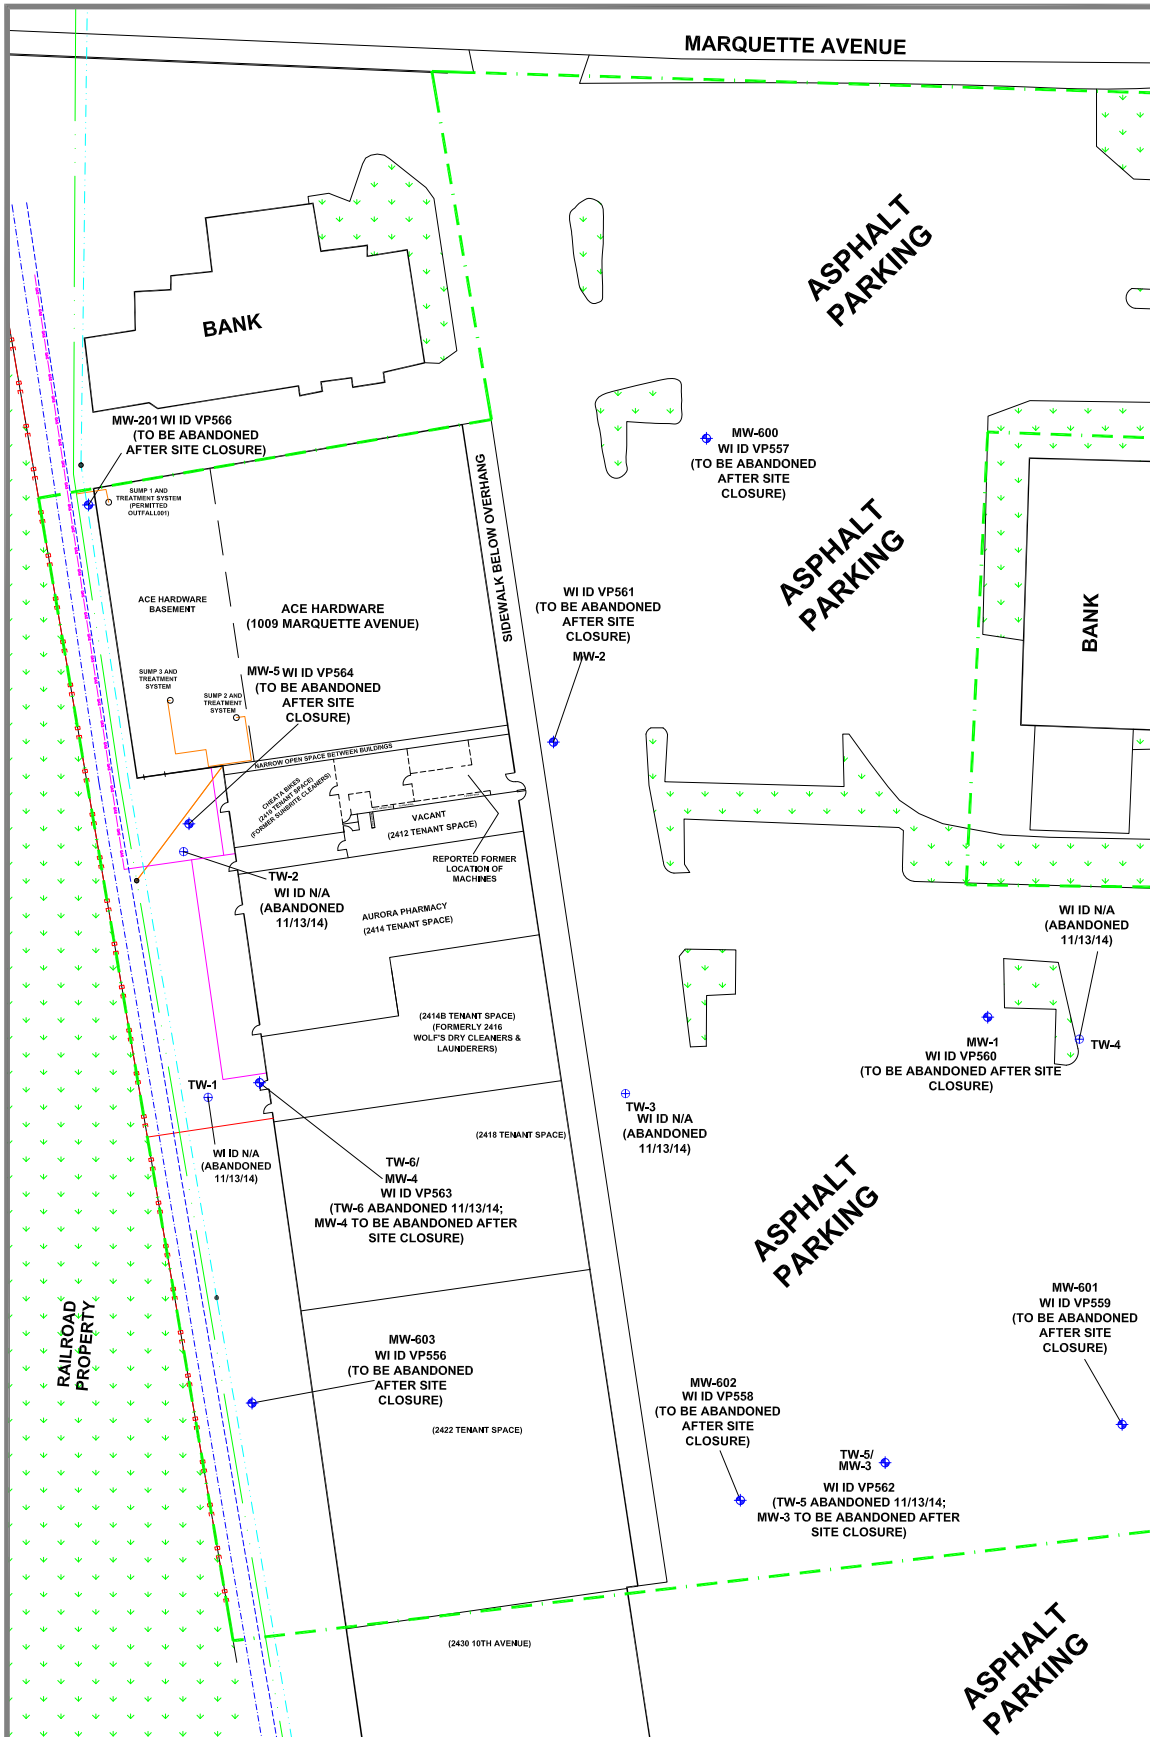 MARQUETTE AVENUE
ASPHALT
PARKING
BANK
MW-201 WI ID VP566
(TO BE ABANDONED
AFTER SITE CLOSURE)
MW-600
WI ID VP557
(TO BE ABANDONED
AFTER SITE
CLOSURE)
SUMP 1 AND
TREATMENT SYSTEM
(PERMITTED
OUTFALL001)
SIDEWALK BELOW OVERHANG
ASPHALT
PARKING
ACE HARDWARE
BASEMENT
ACE HARDWARE
(1009 MARQUETTE AVENUE)
WI ID VP561
(TO BE ABANDONED
AFTER SITE
CLOSURE)
MW-2
BANK
SUMP 3 AND
TREATMENT
SYSTEM
SUMP 2 AND
TREATMENT
SYSTEM
MW-5 WI ID VP564
(TO BE ABANDONED
AFTER SITE
CLOSURE)
NARROW OPEN SPACE BETWEEN BUILDINGS
CHEATA BIKES
(2410 TENANT SPACE)
(FORMER SUNBRITE CLEANERS)
VACANT
(2412 TENANT SPACE)
REPORTED FORMER
LOCATION OF
MACHINES
TW-2
WI ID N/A
(ABANDONED
11/13/14)
AURORA PHARMACY
(2414 TENANT SPACE)
WI ID N/A
(ABANDONED
11/13/14)
(2414B TENANT SPACE)
(FORMERLY 2416
WOLF'S DRY CLEANERS &
LAUNDERERS)
MW-1
WI ID VP560
(TO BE ABANDONED AFTER SITE
CLOSURE)
TW-4
TW-1
WI ID N/A
(ABANDONED
11/13/14)
TW-3
WI ID N/A
(ABANDONED
11/13/14)
(2418 TENANT SPACE)
TW-6/
MW-4
WI ID VP563
(TW-6 ABANDONED 11/13/14;
MW-4 TO BE ABANDONED AFTER
SITE CLOSURE)
ASPHALT
PARKING
RAILROAD
PROPERTY
MW-603
WI ID VP556
(TO BE ABANDONED
AFTER SITE
CLOSURE)
(2422 TENANT SPACE)
MW-601
WI ID VP559
(TO BE ABANDONED
AFTER SITE
CLOSURE)
MW-602
WI ID VP558
(TO BE ABANDONED
AFTER SITE
CLOSURE)
TW-5/
MW-3
WI ID VP562
(TW-5 ABANDONED 11/13/14;
MW-3 TO BE ABANDONED AFTER
SITE CLOSURE)
(2430 10TH AVENUE)
ASPHALT
PARKING